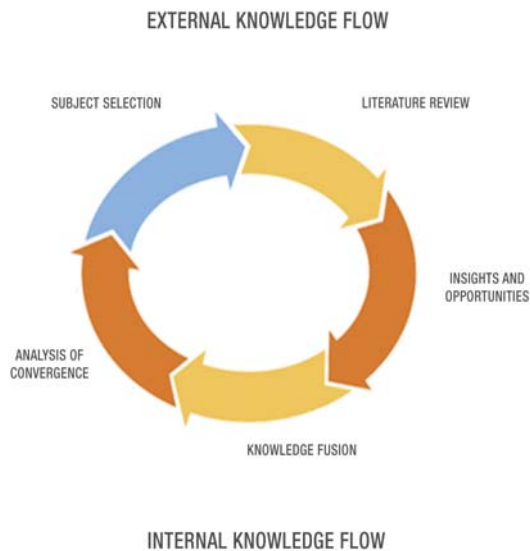 EXTERNAL KNOWLEDGE FLOW
SUBJECT SELECTION
LITERATURE REVIEW
INSIGHTS AND
OPPORTUNITIES
ANALYSIS OF
CONVERGENCE
KNOWLEDGE FUSION
INTERNAL KNOWLEDGE FLOW